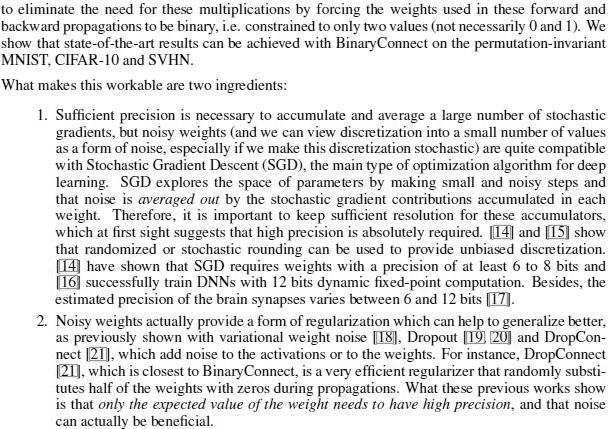 to eliminate the need for these multiplications by forcing the weights used in these forward and
backward propagations to be binary, i.e. constrained to only two values (not necessarily 0 and 1). We
show that state-of-the-art results can be achieved with BinaryConnect on the permutation-invariant
MNIST, CIFAR-10 and SVHN.
What makes this workable are two ingredients:
1. Sufficient precision is necessary to accumulate and average a large number of stochastic
gradients, but noisy weights (and we can view discretization into a small number of values
as a form of noise, especially if we make this discretization stochastic) are quite compatible
with Stochastic Gradient Descent (SGD), the main type of optimization algorithm for deep
learning. SGD explores the space of parameters by making small and noisy steps and
that noise is averaged out by the stochastic gradient contributions accumulated in each
weight. Therefore, it is important to keep sufficient resolution for these accumulators,
which at first sight suggests that high precision is absolutely required. [14] and [15] show
that randomized or stochastic rounding can be used to provide unbiased discretization.
[14] have shown that SGD requires weights with a precision of at least 6 to 8 bits and
[16] successfully train DNNs with 12 bits dynamic fixed-point computation. Besides, the
estimated precision of the brain synapses varies between 6 and 12 bits [17].
2. Noisy weights actually provide a form of regularization which can help to generalize better,
as previously shown with variational weight noise [18], Dropout [19, 20] and DropCon-
nect [21], which add noise to the activations or to the weights. For instance, DropConnect
[21], which is closest to BinaryConnect, is a very efficient regularizer that randomly substi-
tutes half of the weights with zeros during propagations. What these previous works show
is that only the expected value of the weight needs to have high precision, and that noise
can actually be beneficial.